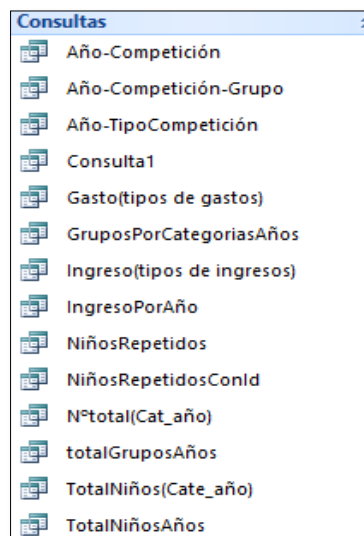 Consultas
Año-Competición
Año-Competición-Grupo
Año-TipoCompetición
Consulta1
Gasto(tipos de gastos)
GruposPorCategoriasAños
Ingreso(tipos de ingresos)
IngresoPorAño
NiñosRepetidos
NiñosRepetidosConId
Nºtotal(Cat_año)
totalGruposAños
TotalNiños(Cate_año)
TotalNiñosAños